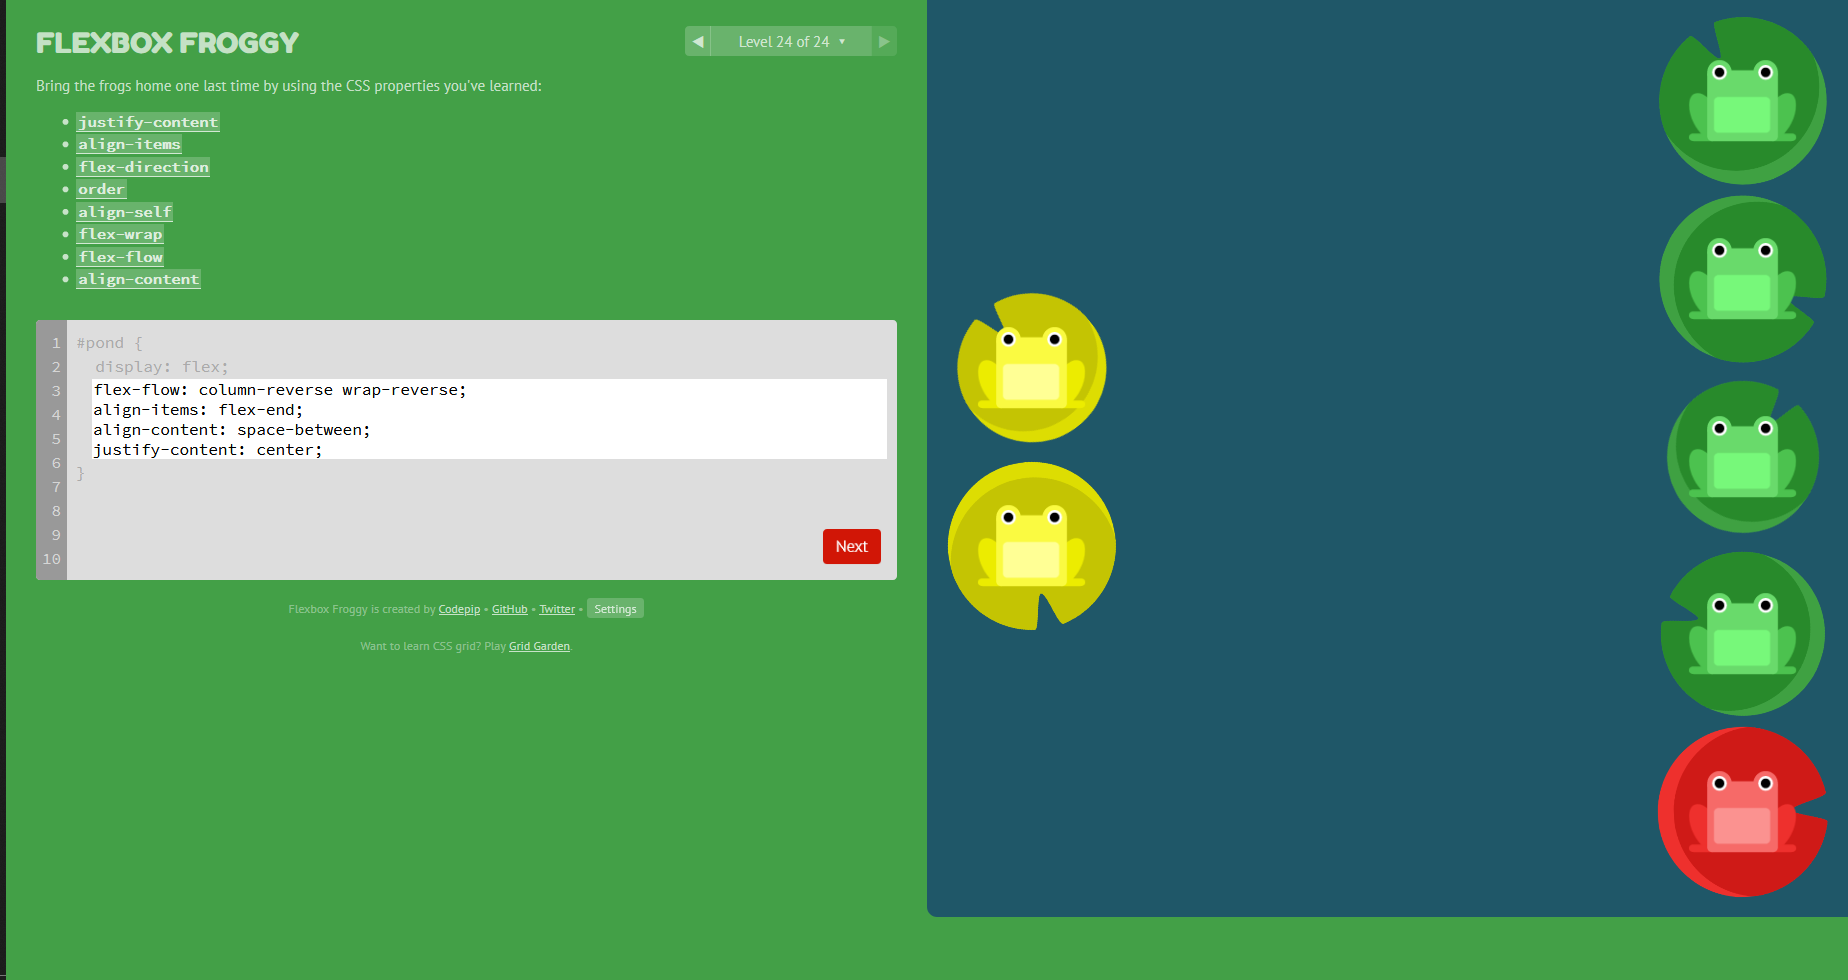 FLEXBOX FROGGY
◀ Level 24 of 24 ▾ ▶
Bring the frogs home one last time by using the CSS properties you've learned:
• justify-content
• align-items
• flex-direction
• order
• align-self
• flex-wrap
• flex-flow
• align-content
1 #pond {
2 display: flex;
3 flex-flow: column-reverse wrap-reverse;
4 align-items: flex-end;
5 align-content: space-between;
6 justify-content: center;
7 }
8
9
10
Next
Flexbox Froggy is created by Codepip • GitHub • Twitter • Settings
Want to learn CSS grid? Play Grid Garden.